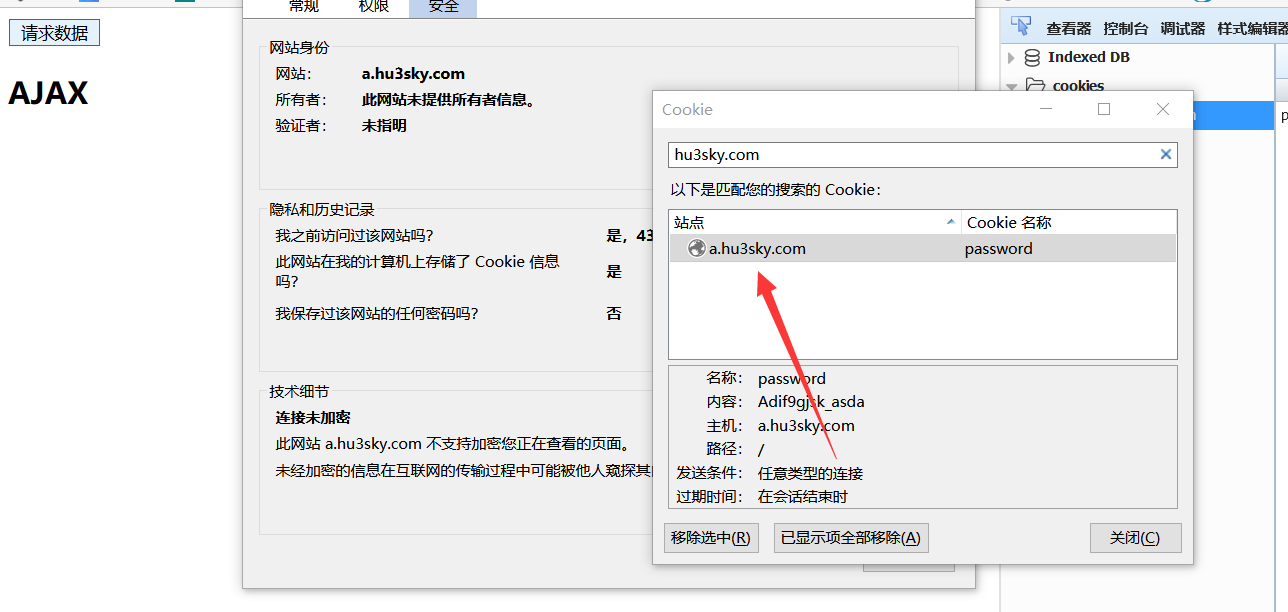 常规 权限 安全
请求数据
AJAX
网站身份
网站： a.hu3sky.com
所有者： 此网站未提供所有者信息。
验证者： 未指明
隐私和历史记录
我之前访问过该网站吗？ 是，43
此网站在我的计算机上存储了 Cookie 信息
吗？ 是
我保存过该网站的任何密码吗？ 否
技术细节
连接未加密
此网站 a.hu3sky.com 不支持加密您正在查看的页面。
未经加密的信息在互联网的传输过程中可能被他人窥探其
Cookie
hu3sky.com
以下是匹配您的搜索的 Cookie：
站点 Cookie 名称
a.hu3sky.com password
名称： password
内容： Adif9gjsk_asda
主机： a.hu3sky.com
路径： /
发送条件： 任意类型的连接
过期时间： 在会话结束时
移除选中(R) 已显示项全部移除(A) 关闭(C)
查看器 控制台 调试器 样式编辑器
Indexed DB
cookies